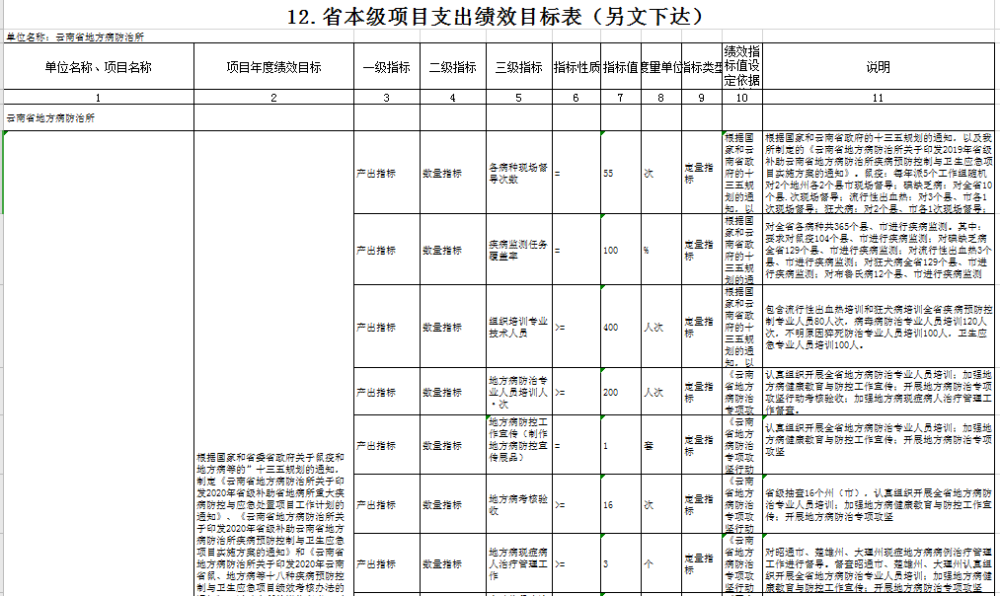 12.省本级项目支出绩效目标表（另文下达）
单位名称：云南省地方病防治所
单位名称、项目名称
项目年度绩效目标
一级指标
二级指标
三级指标
指标性质
指标值
度量单位
指标类型
绩效指
标值设
定依据
说明
1
2
3
4
5
6
7
8
9
10
11
云南省地方病防治所
根据国家和省委省政府关于鼠疫和
地方病等的"十三五规划的通知，
制定《云南省地方病防治所关于印
发2020年省级补助省地病所重大疾
病防控与应急处置项目工作计划的
通知》、《云南省地方病防治所关
于印发2020年省级补助云南省地方
病防治所疾病预防控制与卫生应急
项目实施方案的通知》和《云南省
地方病防治所关于印发2020年云南
省鼠、地方病等十八种疾病预防控
制与卫生应急项目绩效考核办法的
产出指标
数量指标
各病种现场督
导次数
=
55
次
定量指
标
根据国
家和云
南省政
府的十
三五规
划的通
知，以
根据国家和云南省政府的十三五规划的通知，以及我
所制定的《云南省地方病防治所关于印发2019年省级
补助云南省地方病防治所疾病预防控制与卫生应急项
目实施方案的通知》。鼠疫：每年派5个工作组随机
对2个地州各2个县市现场督导；碘缺乏病：对全省10
个县.次现场督导；流行性出血热：对3个县、市各1
次现场督导；狂犬病：对2个县、市各1次现场督导；
产出指标
数量指标
疾病监测任务
覆盖率
=
100
%
定量指
标
根据国
家和云
南省政
府的十
三五规
划的通
对全省各病种共365个县、市进行疾病监测。其中：
要求对鼠疫104个县、市进行疾病监测；对碘缺乏病
全省129个县、市进行疾病监测；对流行性出血热3个
县、市进行疾病监测；对狂犬病全省129个县、市进
行疾病监测；对布鲁氏病12个县、市进行疾病监测
产出指标
数量指标
组织培训专业
技术人员
>=
400
人次
定量指
标
根据国
家和云
南省政
府的十
三五规
划的通
知，以
包含流行性出血热培训和狂犬病培训全省疾病预防控
制专业人员80人次，病毒病防治专业人员培训120人
次，不明原因猝死防治专业人员培训100人，卫生应
急专业人员培训100人。
产出指标
数量指标
地方病防治专
业人员培训人
·次
>=
200
人次
定量指
标
《云南
省地方
病防治
专项攻
认真组织开展全省地方病防治专业人员培训；加强地
方病健康教育与防控工作宣传；开展地方病防治专项
攻坚行动考核验收；加强地方病现症病人治疗管理工
作督查。
产出指标
数量指标
地方病防控工
作宣传（制作
地方病防控宣
传展品）
=
1
套
定量指
标
《云南
省地方
病防治
专项攻
坚行动
认真组织开展全省地方病防治专业人员培训；加强地
方病健康教育与防控工作宣传；开展地方病防治专项
攻坚
产出指标
数量指标
地方病考核验
收
>=
16
次
定量指
标
《云南
省地方
病防治
专项攻
坚行动
省级抽查16个州（市），认真组织开展全省地方病防
治专业人员培训；加强地方病健康教育与防控工作宣
传；开展地方病防治专项攻坚
产出指标
数量指标
地方病现症病
人治疗管理工
作
>=
3
个
定量指
标
《云南
省地方
病防治
专项攻
坚行动
对昭通市、楚雄州、大理州现症地方病病例治疗管理
工作进行督导。督查昭通市、楚雄州、大理州认真组
织开展全省地方病防治专业人员培训；加强地方病健
康教育与防控工作宣传；开展地方病防治专项攻坚